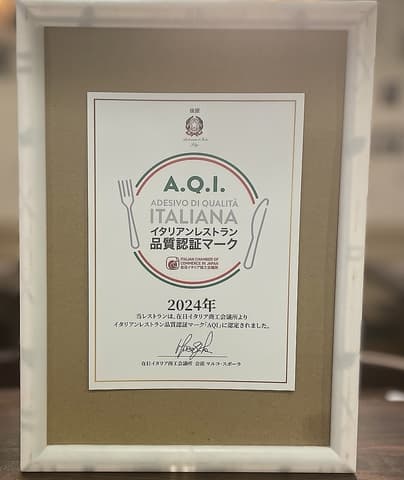 後援
A.Q.I.
ADESIVO DI QUALITÀ
ITALIANA
イタリアンレストラン
品質認証マーク
ITALIAN CHAMBER OF
COMMERCE IN JAPAN
在日イタリア商工会議所
2024年
当レストランは、在日イタリア商工会議所より
イタリアンレストラン品質認証マーク「AQI」に認定されました。
在日イタリア商工会議所 会頭 マルコ・スポーラ